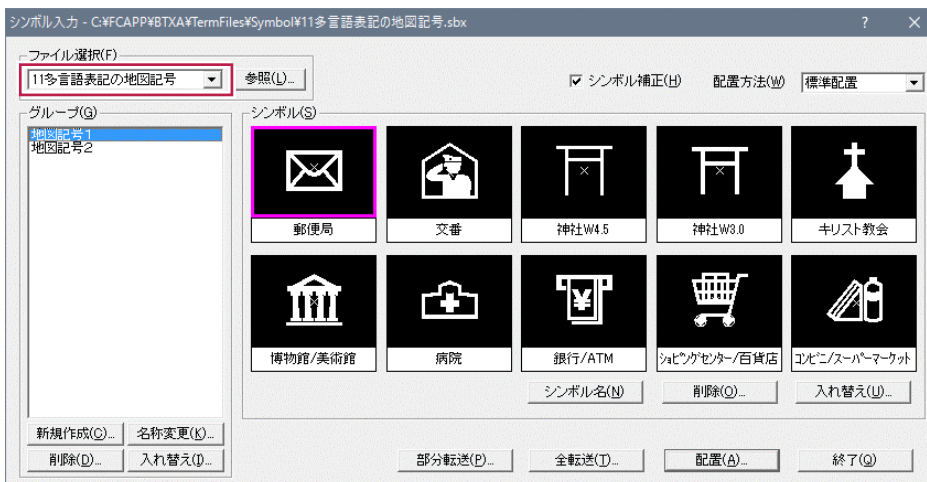 シンボル入力 - C:¥FCAPP¥BTXA¥TermFiles¥Symbol¥11多言語表記の地図記号.sbx
? ×
ファイル選択(F)
11多言語表記の地図記号
参照(L)...
シンボル補正(H)
配置方法(W)
標準配置
グループ(G)
地図記号1
地図記号2
シンボル(S)
郵便局
交番
神社W4.5
神社W3.0
キリスト教会
博物館/美術館
病院
銀行/ATM
ショッピングセンター/百貨店
コンビニ/スーパーマーケット
¥
シンボル名(N)
削除(O)...
入れ替え(U)...
新規作成(C)...
名称変更(K)...
削除(D)...
入れ替え(I)...
部分転送(P)...
全転送(T)...
配置(A)...
終了(Q)